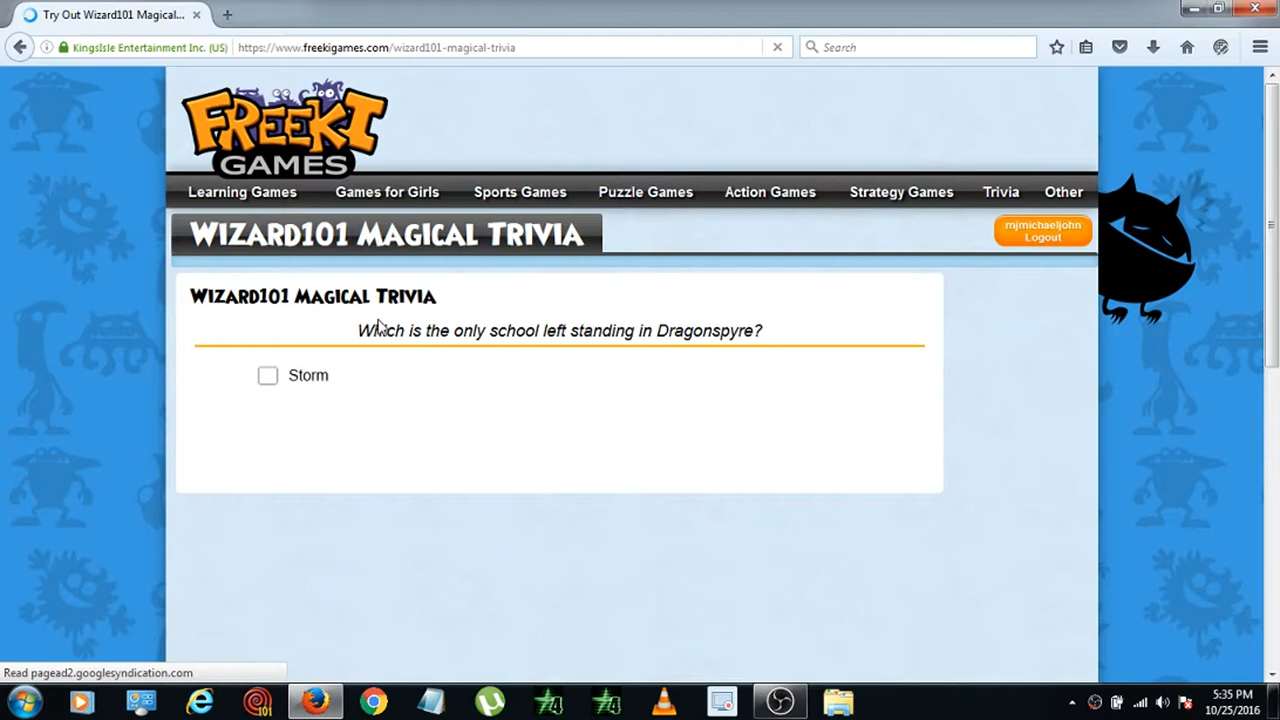 Try Out Wizard101 Magical...
KingsIsle Entertainment Inc. (US)
https://www.freekigames.com/wizard101-magical-trivia
Search
FREEKI
GAMES
Learning Games
Games for Girls
Sports Games
Puzzle Games
Action Games
Strategy Games
Trivia
Other
Wizard101 Magical Trivia
mjmichaeljohn
Logout
Wizard101 Magical Trivia
Which is the only school left standing in Dragonspyre?
Storm
Read pagead2.googlesyndication.com
101
5:35 PM
10/25/2016